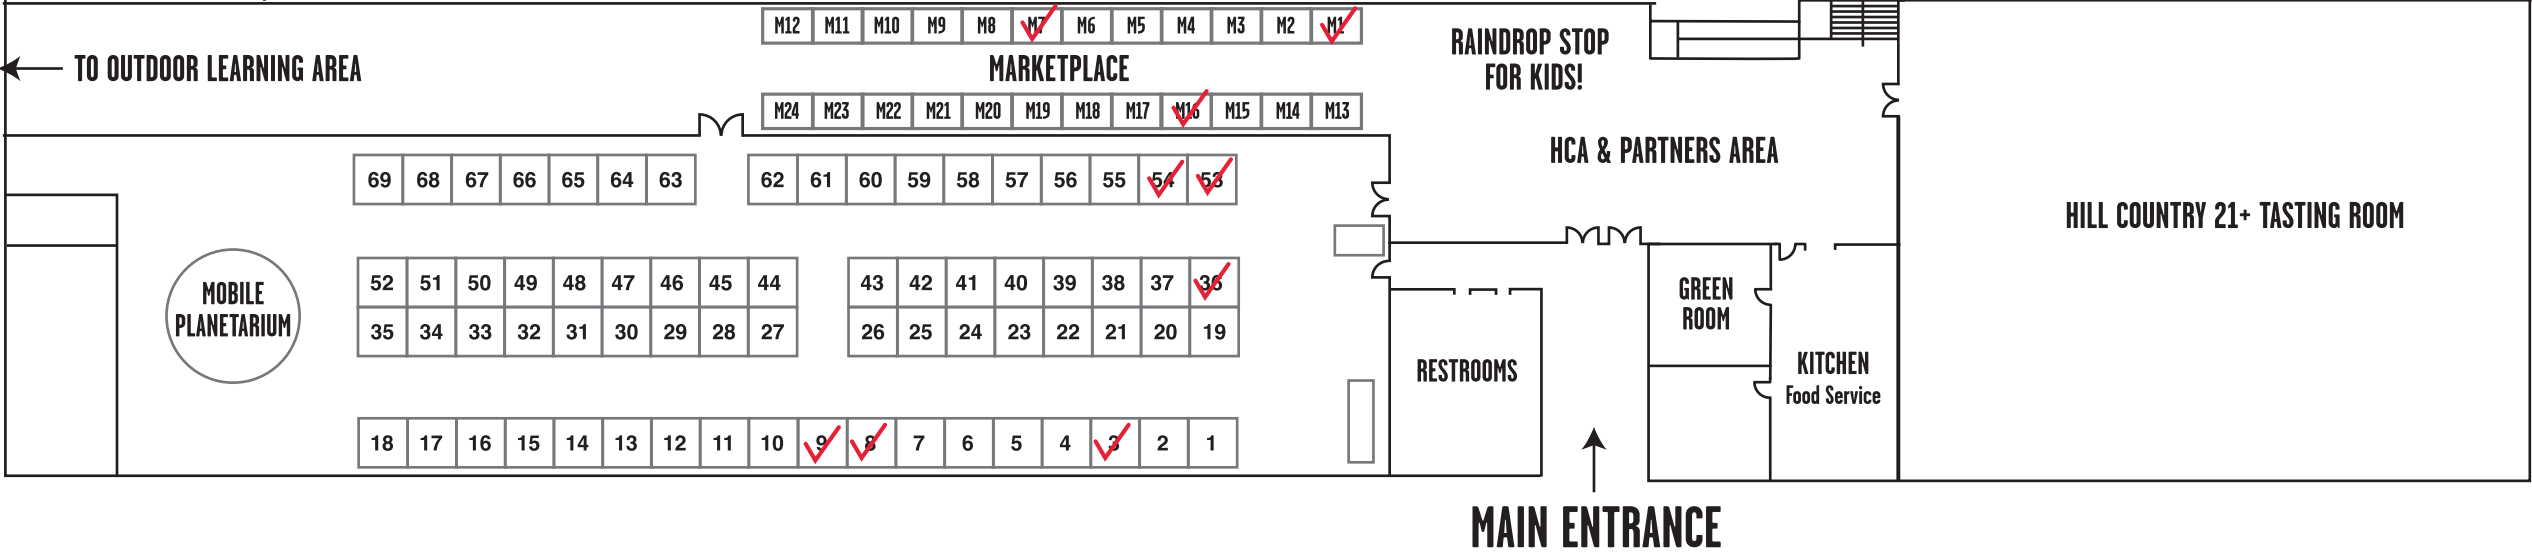 M12 M11 M10 M9 M8 M7 M6 M5 M4 M3 M2 M1
TO OUTDOOR LEARNING AREA
MARKETPLACE
RAINDROP STOP
FOR KIDS!
M24 M23 M22 M21 M20 M19 M18 M17 M16 M15 M14 M13
HCA & PARTNERS AREA
69 68 67 66 65 64 63 62 61 60 59 58 57 56 55 54 53
HILL COUNTRY 21+ TASTING ROOM
52 51 50 49 48 47 46 45 44 43 42 41 40 39 38 37 36
35 34 33 32 31 30 29 28 27 26 25 24 23 22 21 20 19
MOBILE
PLANETARIUM
GREEN
ROOM
RESTROOMS
KITCHEN
Food Service
18 17 16 15 14 13 12 11 10 9 8 7 6 5 4 3 2 1
MAIN ENTRANCE